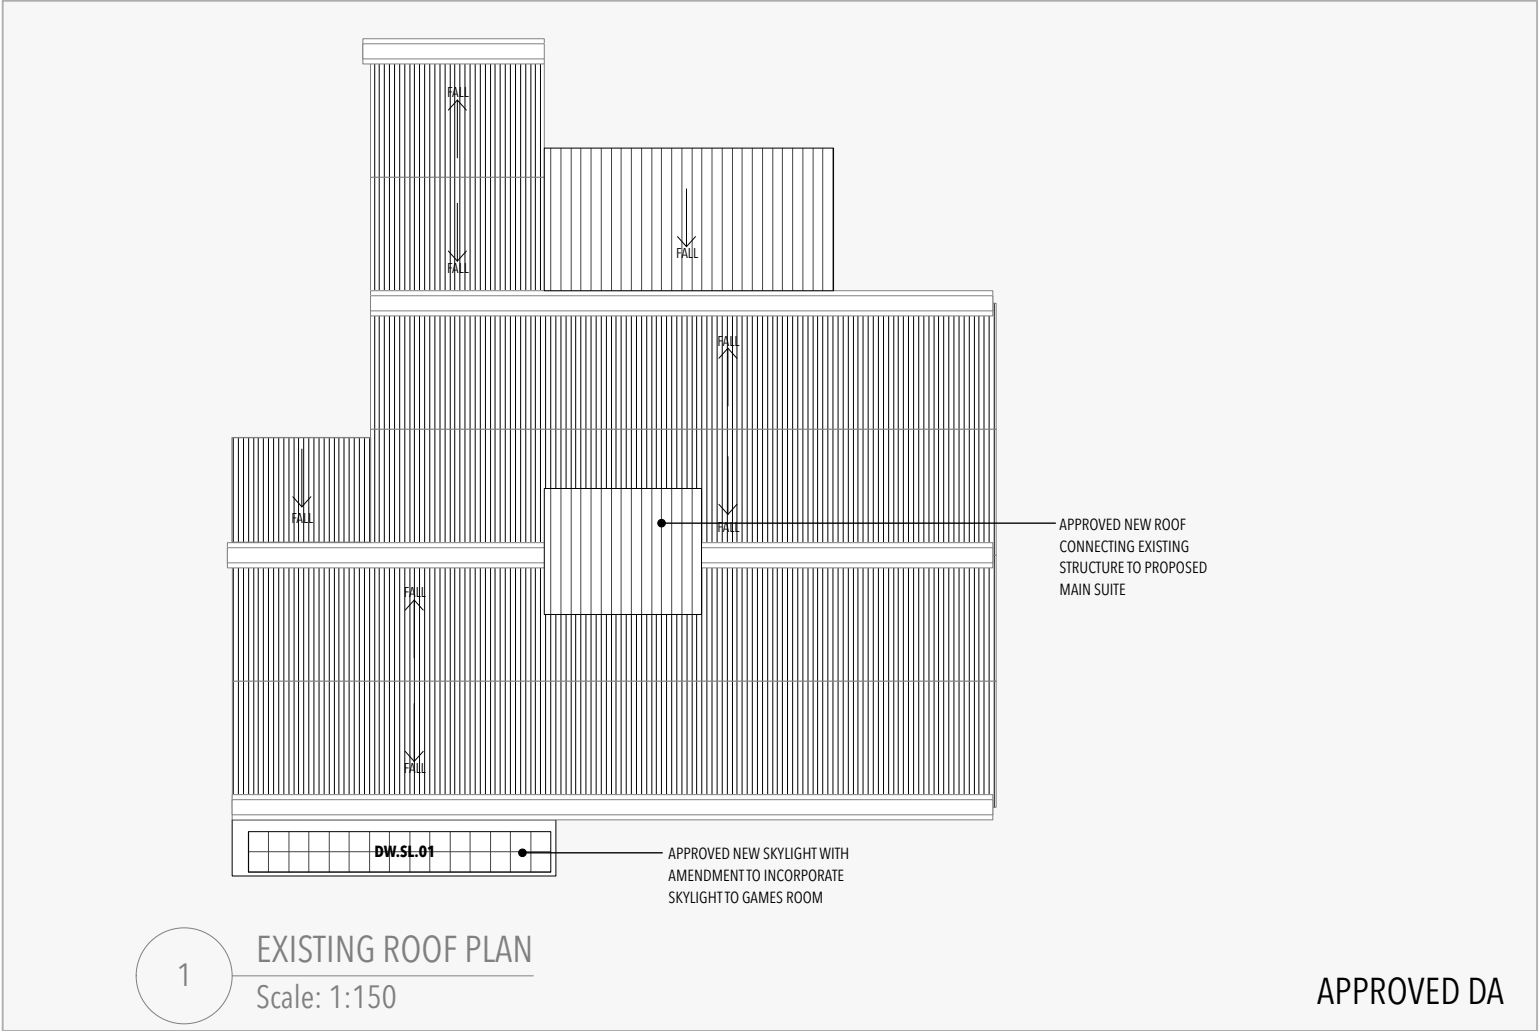 FALL
FALL
FALL
FALL
FALL
FALL
APPROVED NEW ROOF
CONNECTING EXISTING
STRUCTURE TO PROPOSED
MAIN SUITE
FALL
FALL
DW.SL.01
APPROVED NEW SKYLIGHT WITH
AMENDMENT TO INCORPORATE
SKYLIGHT TO GAMES ROOM
1
EXISTING ROOF PLAN
Scale: 1:150
APPROVED DA